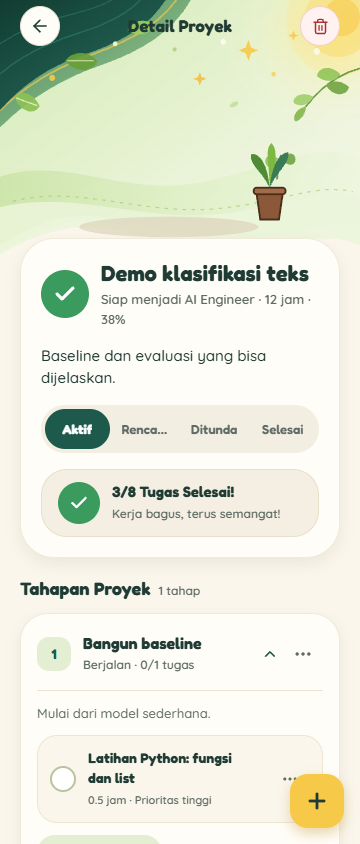 Detail Proyek
Demo klasifikasi teks
Siap menjadi AI Engineer · 12 jam ·
38%
Baseline dan evaluasi yang bisa
dijelaskan.
Aktif
Renca...
Ditunda
Selesai
3/8 Tugas Selesai!
Kerja bagus, terus semangat!
Tahapan Proyek 1 tahap
1
Bangun baseline
Berjalan · 0/1 tugas
Mulai dari model sederhana.
Latihan Python: fungsi
dan list
0.5 jam · Prioritas tinggi